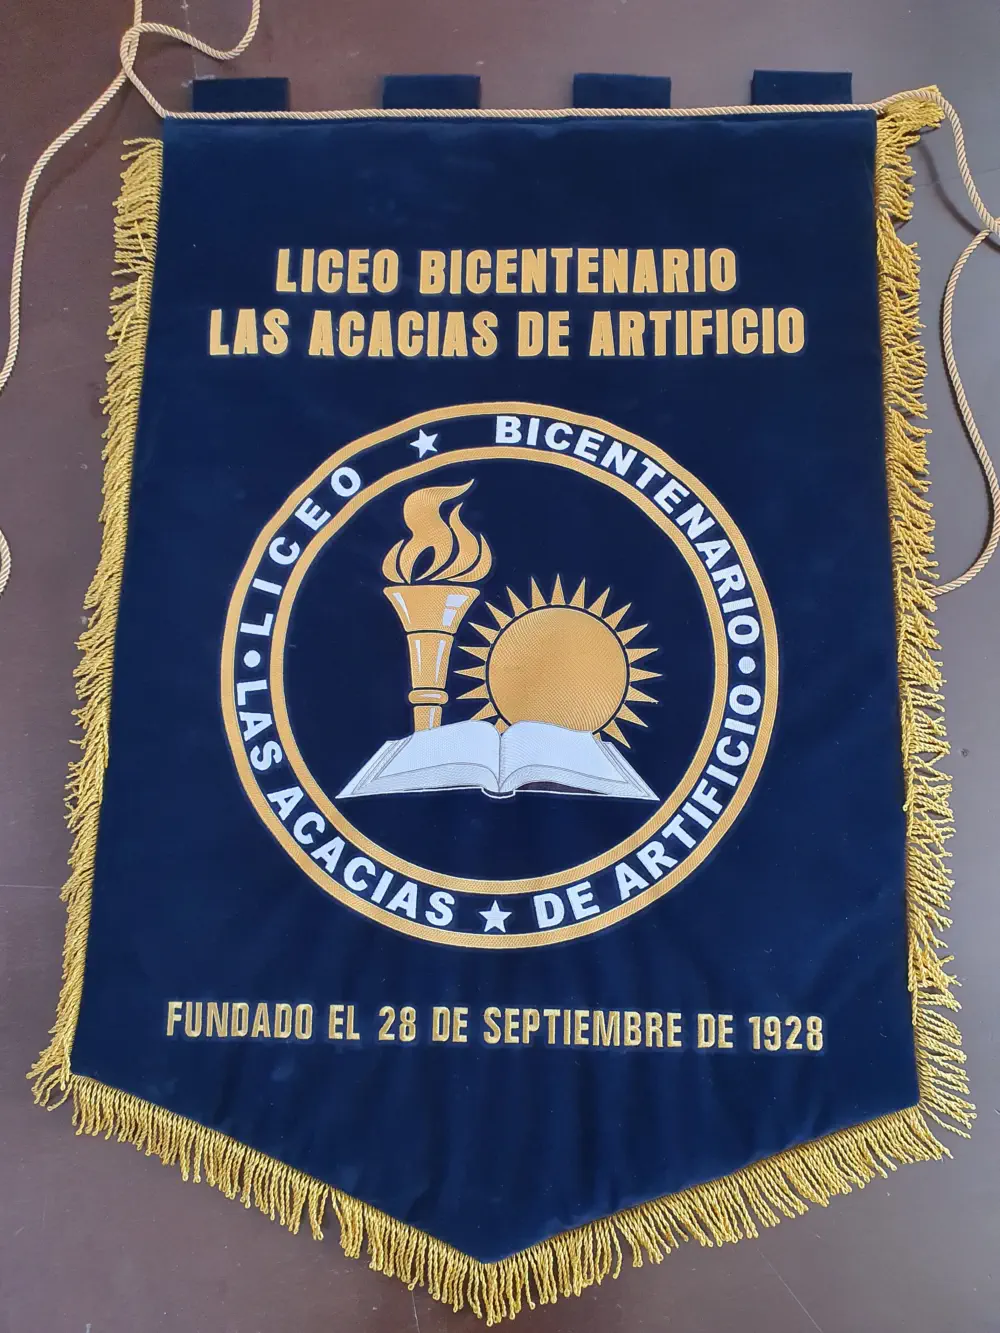 LICEO BICENTENARIO
LAS ACACIAS DE ARTIFICIO
LICEO ★ BICENTENARIO
• LAS ACACIAS ★ DE ARTIFICIO •
FUNDADO EL 28 DE SEPTIEMBRE DE 1928